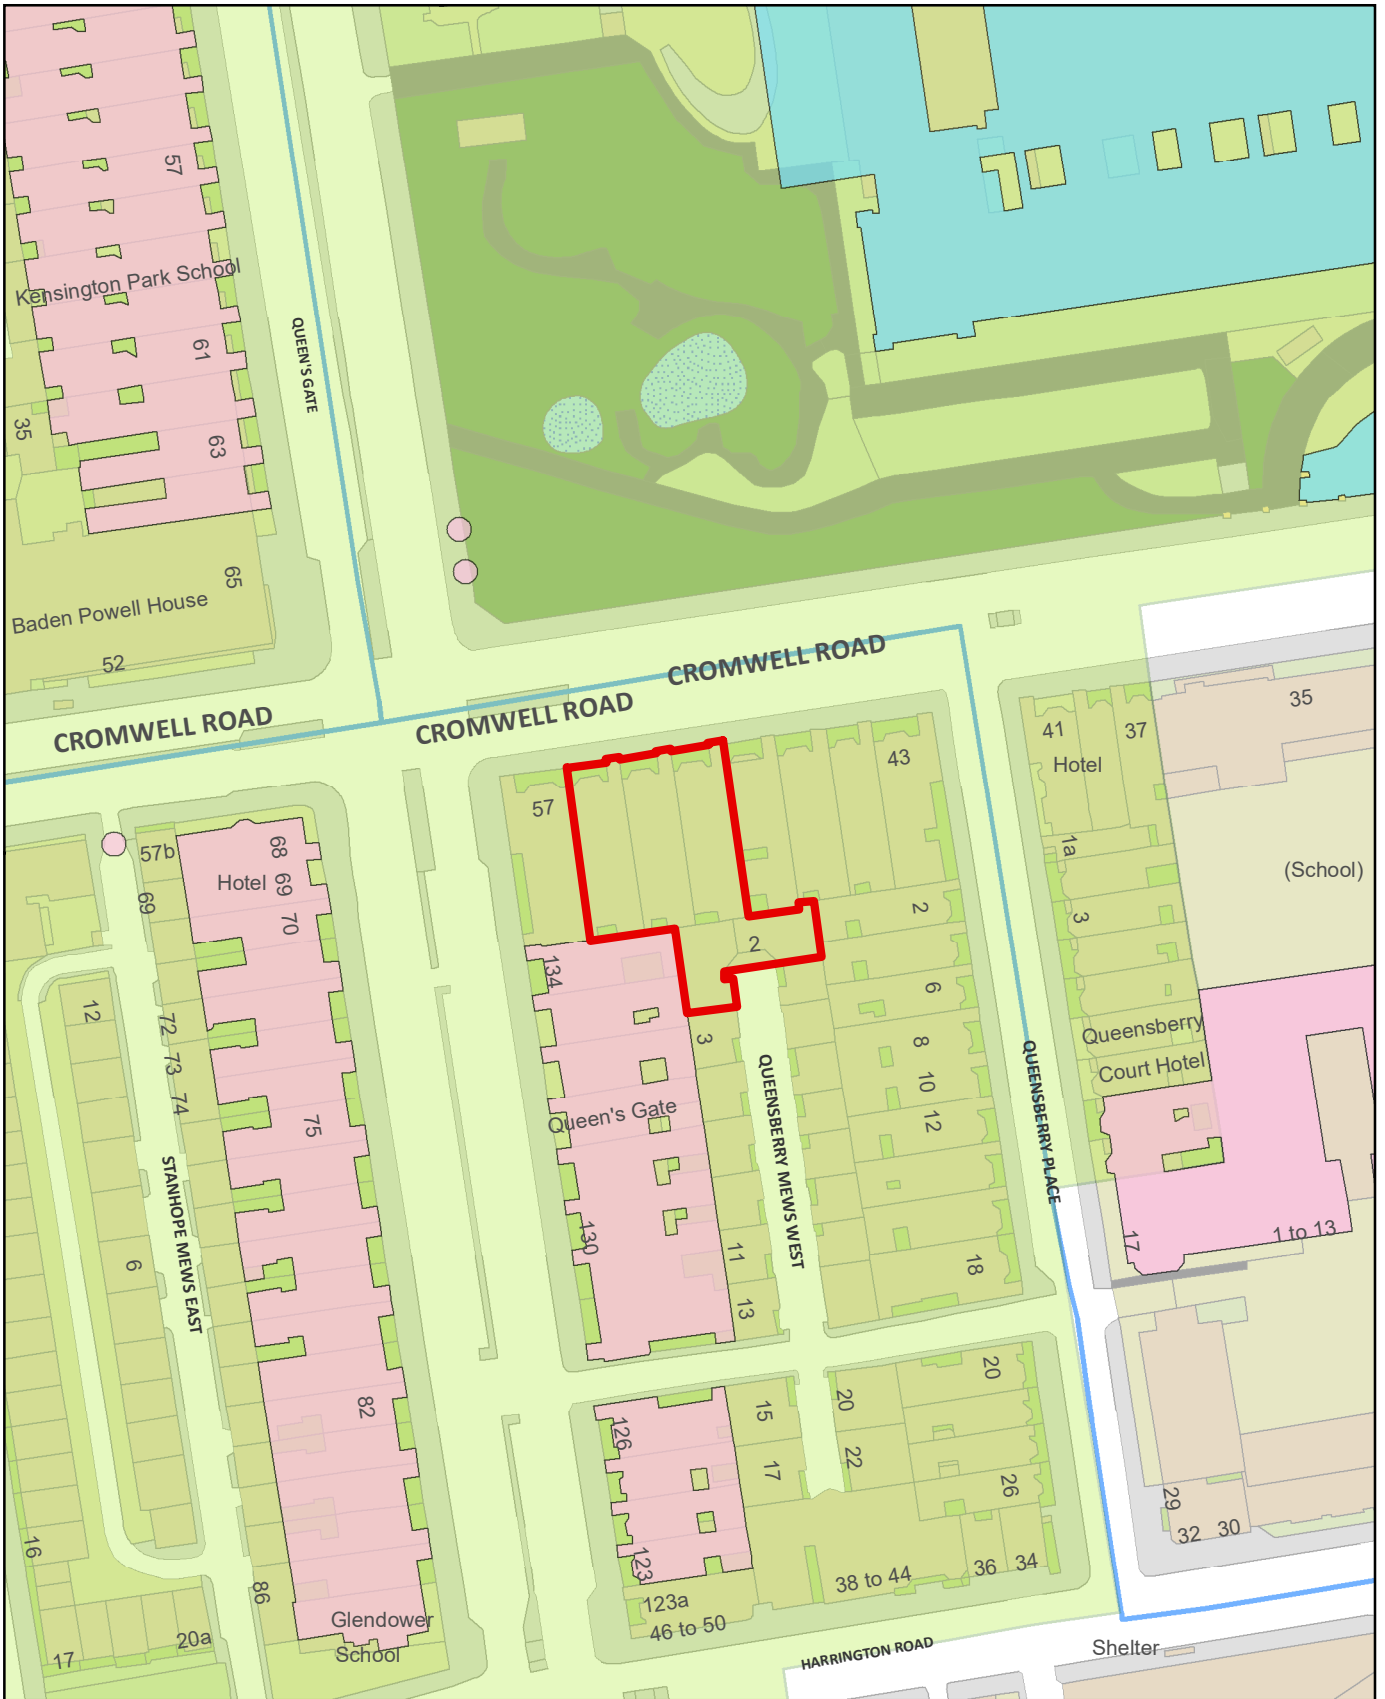 57
Kensington Park School
61
QUEEN'S GATE
35
63
65
Baden Powell House
52
CROMWELL ROAD
CROMWELL ROAD
CROMWELL ROAD
35
41
37
Hotel
43
57
1a
(School)
57b
68
Hotel
69
69
70
2
3
2
134
6
12
72
3
Queensberry
8
73
Court Hotel
10
74
Queen's Gate
12
75
QUEENSBERRY MEWS WEST
QUEENSBERRY PLACE
STANHOPE MEWS EAST
130
11
17
1 to 13
6
18
13
20
82
126
15
20
22
17
26
29
32
30
16
123
38 to 44
36
34
86
123a
46 to 50
Glendower
School
20a
17
HARRINGTON ROAD
Shelter